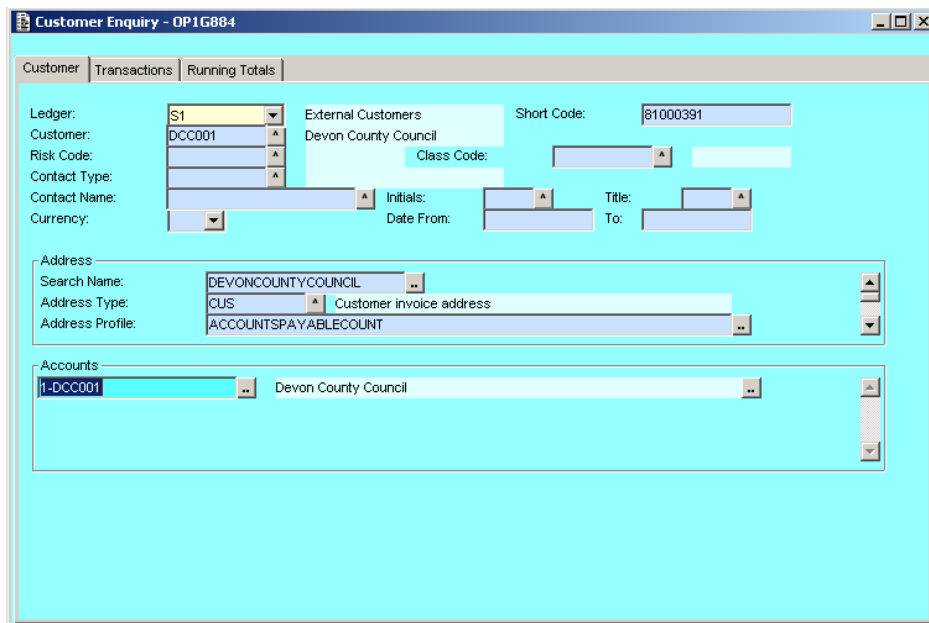 Customer Enquiry - OP1G884
Customer Transactions Running Totals
Ledger: S1 External Customers Short Code: 81000391
Customer: DCC001 Devon County Council
Risk Code: Class Code:
Contact Type:
Contact Name: Initials: Title:
Currency: Date From: To:
Address
Search Name: DEVONCOUNTYCOUNCIL ..
Address Type: CUS Customer invoice address
Address Profile: ACCOUNTSPAYABLECOUNT ..
Accounts
1-DCC001 .. Devon County Council ..